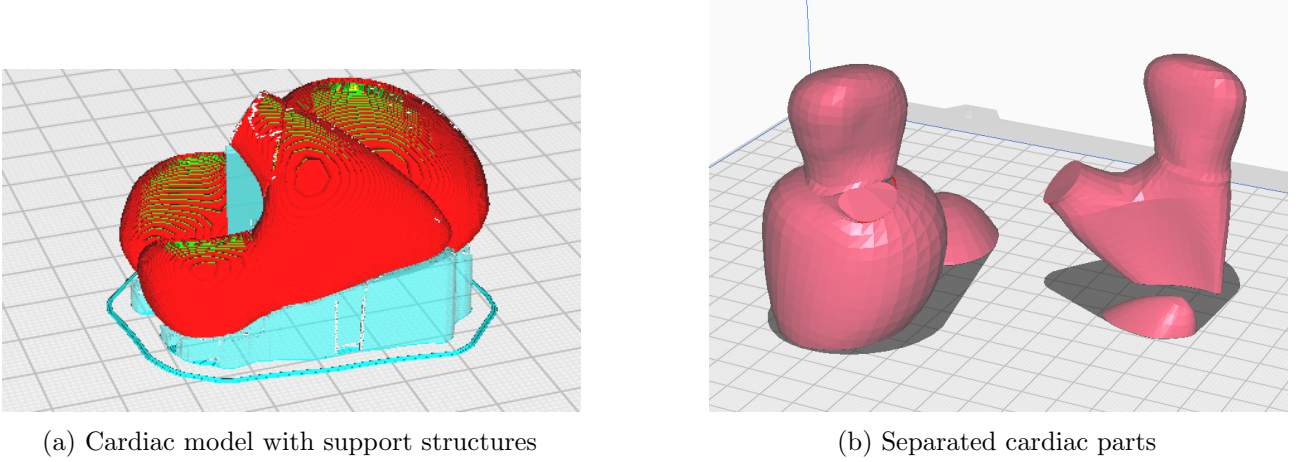 (a) Cardiac model with support structures
(b) Separated cardiac parts